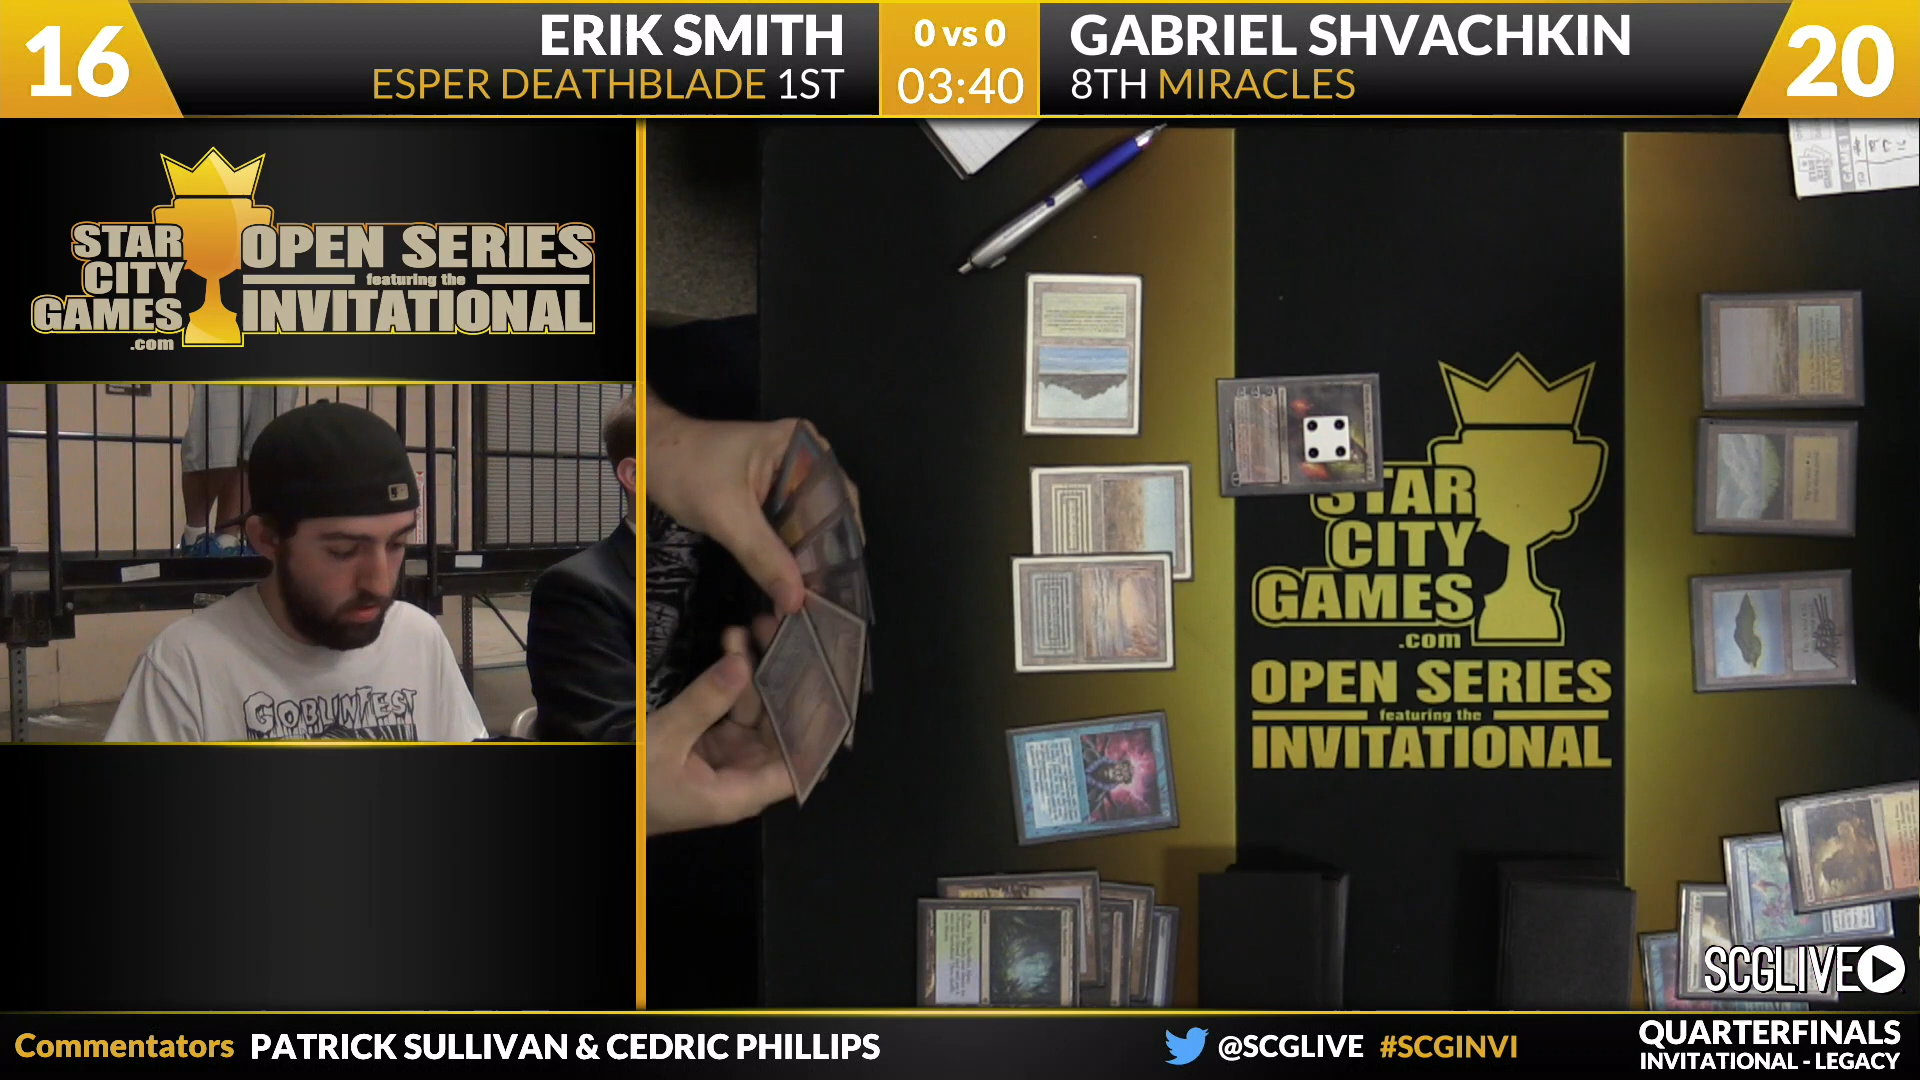 16
ERIK SMITH
ESPER DEATHBLADE 1ST
0 vs 0
03:40
GABRIEL SHVACHKIN
8TH MIRACLES
20
STAR
CITY
GAMES
.com
OPEN SERIES
featuring the
INVITATIONAL
GOBLINFEST
STAR
CITY
GAMES
.com
OPEN SERIES
featuring the
INVITATIONAL
SCGLIVE
Commentators PATRICK SULLIVAN & CEDRIC PHILLIPS
@SCGLIVE #SCGINVI
QUARTERFINALS
INVITATIONAL - LEGACY